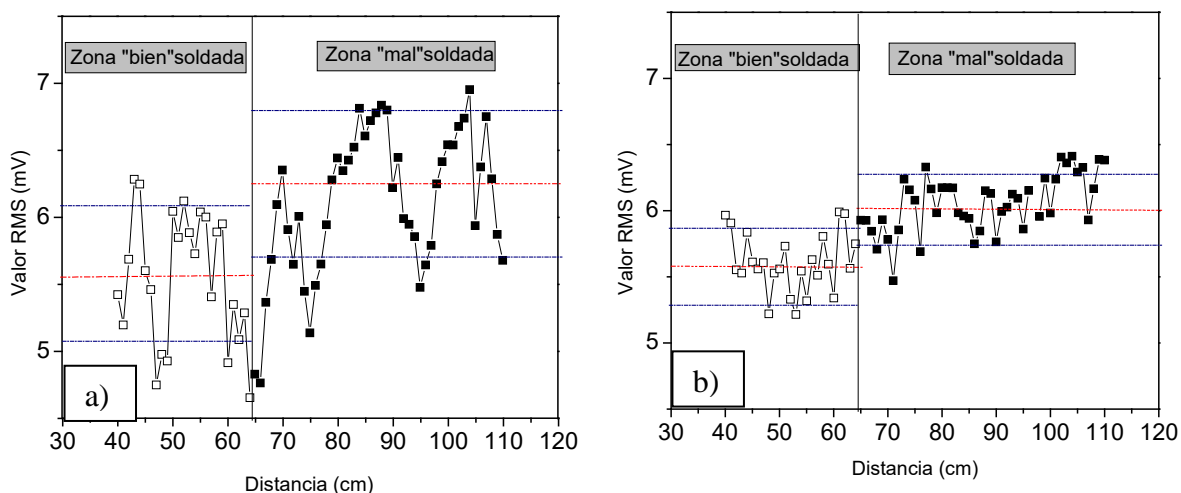 Zona "bien"soldada
Zona "mal"soldada
7
6
5
Valor RMS (mV)
a)
30 40 50 60 70 80 90 100 110 120
Distancia (cm)
Zona "bien"soldada
Zona "mal"soldada
7
6
5
Valor RMS (mV)
b)
30 40 50 60 70 80 90 100 110 120
Distancia (cm)